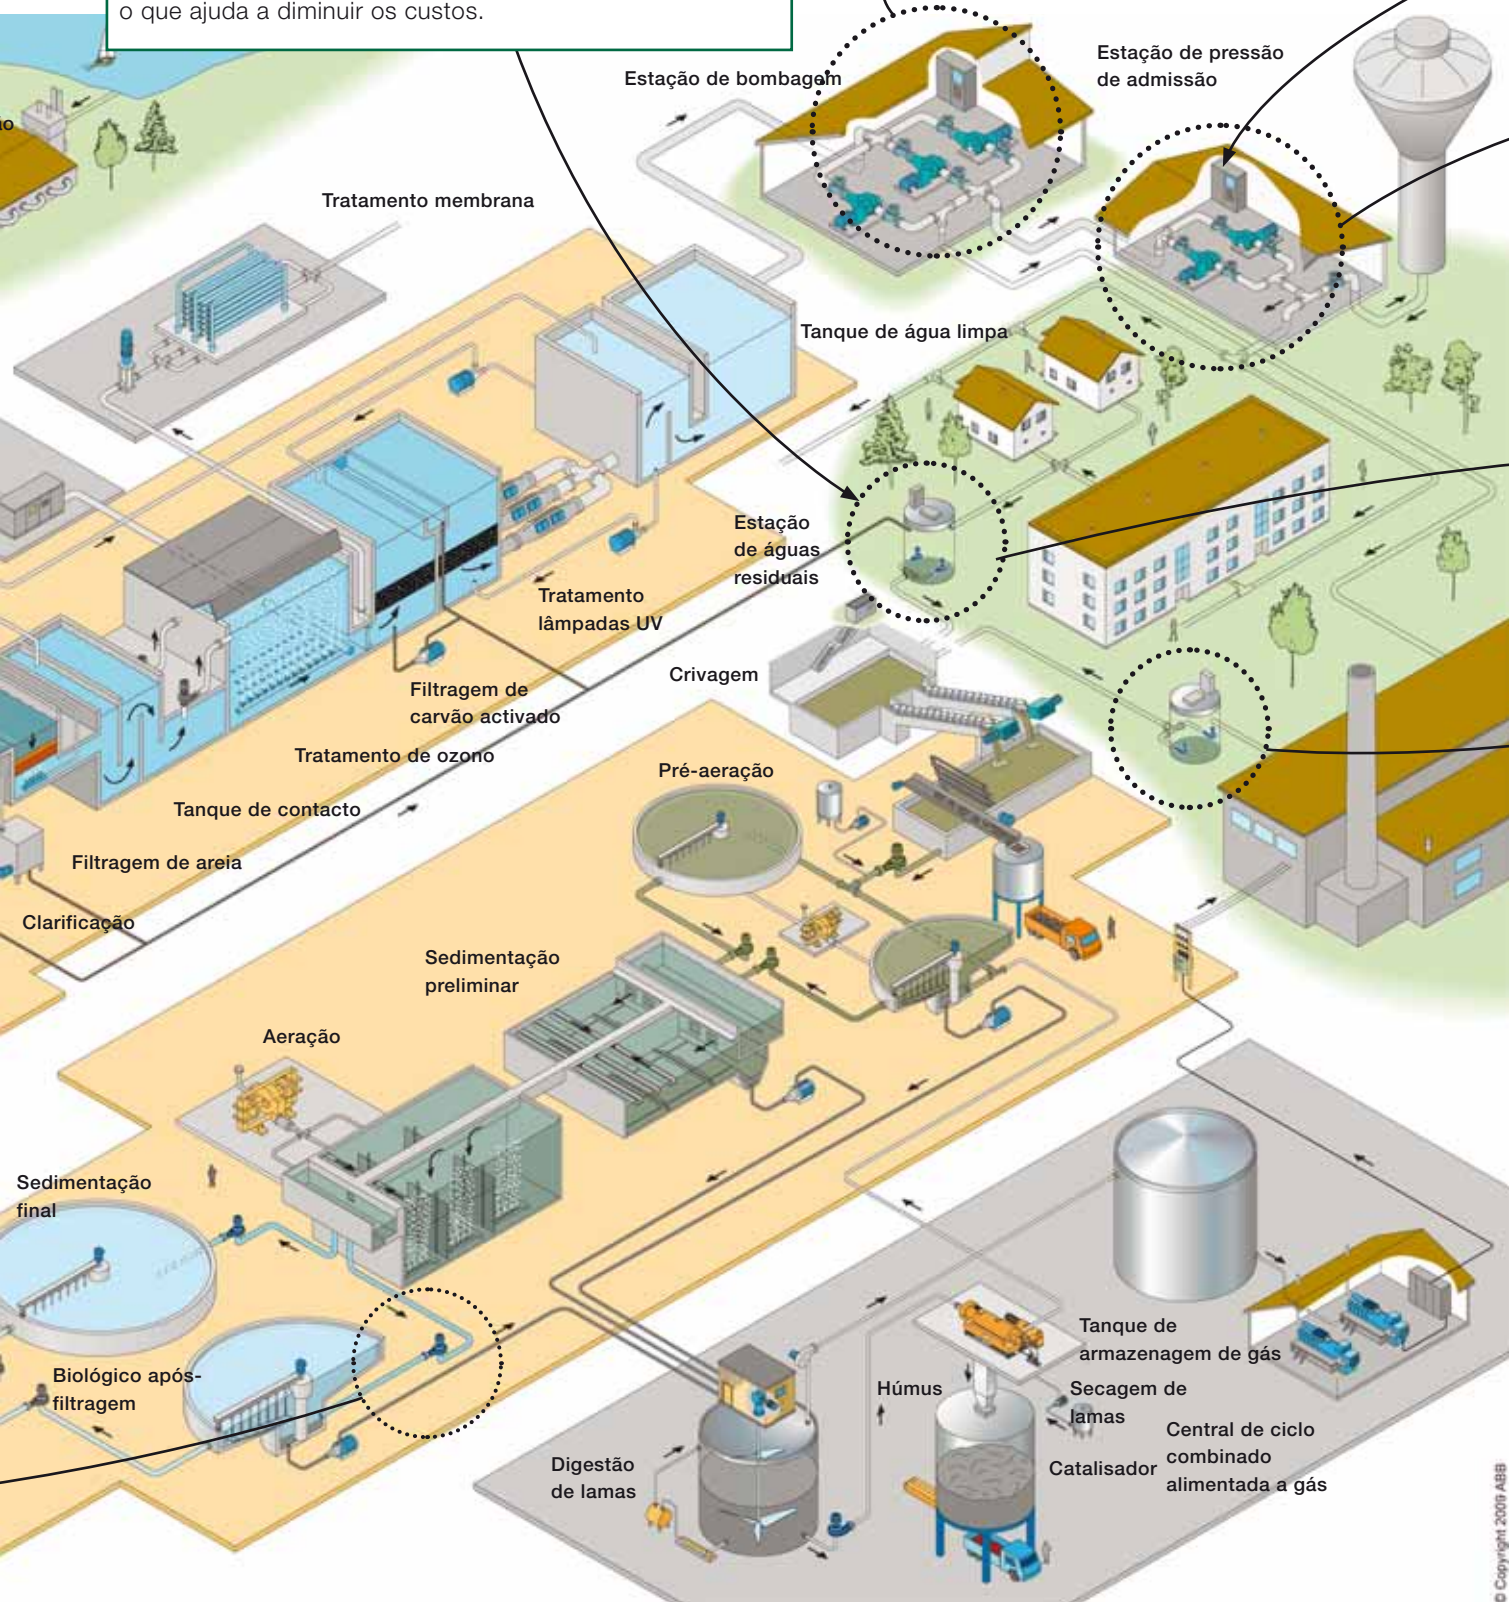 o que ajuda a diminuir os custos.
Estação de bombagem
Estação de pressão
de admissão
ão
Tratamento membrana
Tanque de água limpa
Estação
de águas
residuais
Tratamento
lâmpadas UV
Crivagem
Filtragem de
carvão activado
Tratamento de ozono
Pré-aeração
Tanque de contacto
Filtragem de areia
Clarificação
Sedimentação
preliminar
Aeração
Sedimentação
final
Biológico após-
filtragem
Tanque de
armazenagem de gás
Húmus
Secagem de
lamas
Central de ciclo
combinado
alimentada a gás
Catalisador
Digestão
de lamas
© Copyright 2009 ABB